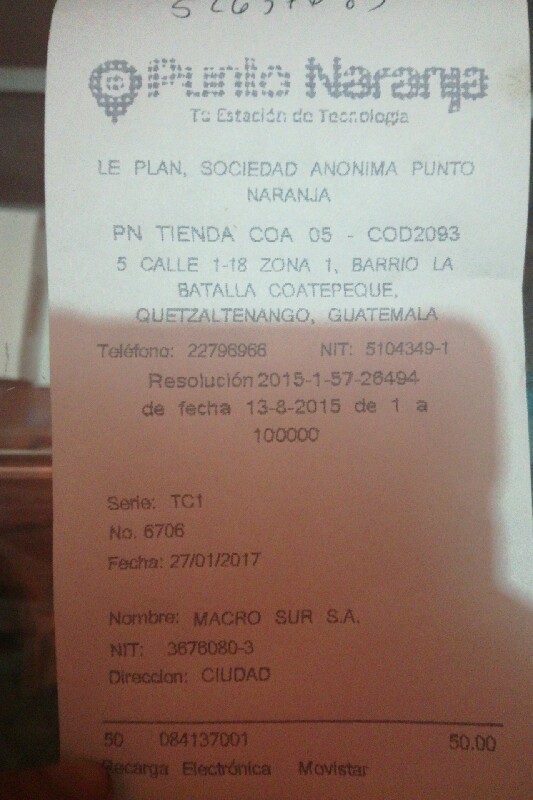 Punto Naranja
Tu Estación de Tecnología
LE PLAN, SOCIEDAD ANONIMA PUNTO
NARANJA
PN TIENDA COA 05 - COD2093
5 CALLE 1-18 ZONA 1, BARRIO LA
BATALLA COATEPEQUE,
QUETZALTENANGO, GUATEMALA
Teléfono: 22796966 NIT: 5104349-1
Resolución 2015-1-57-26494
de fecha 13-8-2015 de 1 a
100000
Serie: TC1
No. 6706
Fecha: 27/01/2017
Nombre: MACRO SUR S.A.
NIT: 3676080-3
Direccion: CIUDAD
50 084137001 50.00
Recarga Electrónica Movistar